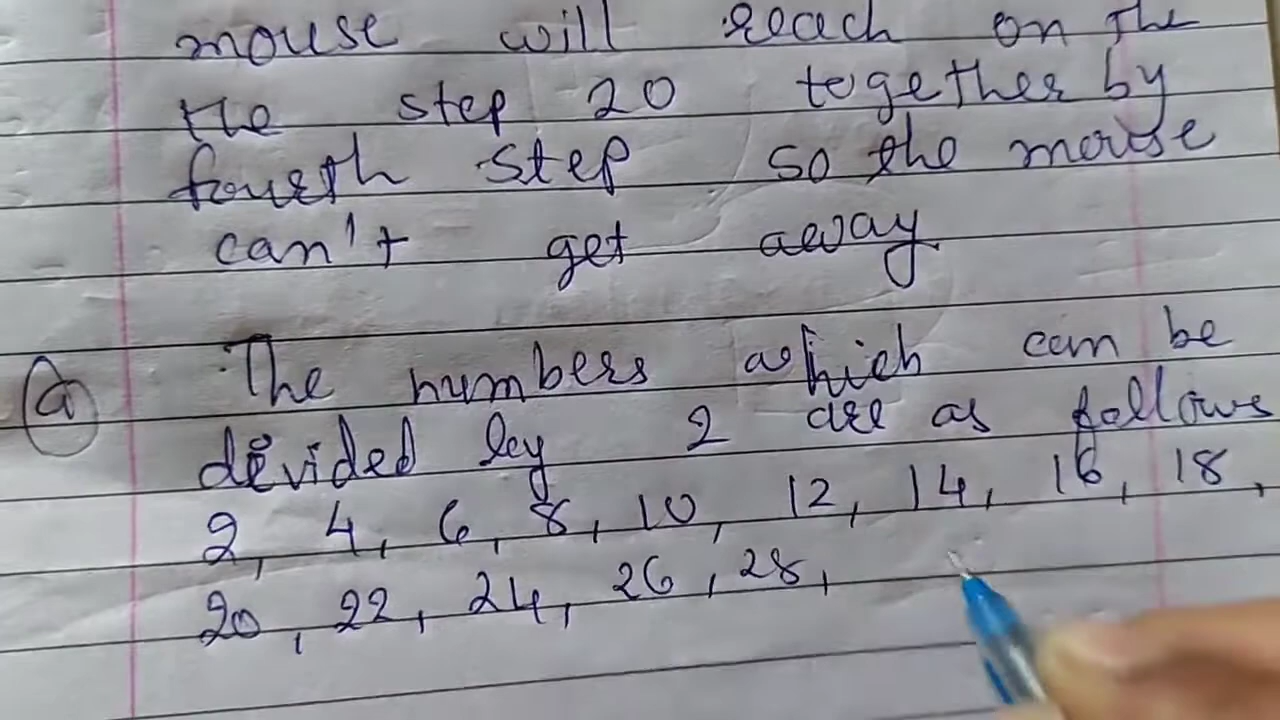 mouse will reach on the
the step 20 together by
fourth step so the mouse
can't get away
a The numbers which can be
devided by 2 are as follows
2, 4, 6, 8, 10, 12, 14, 16, 18,
20, 22, 24, 26, 28,